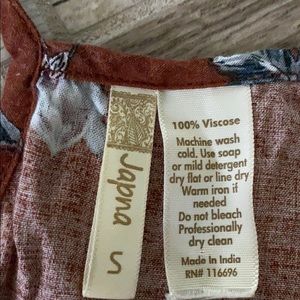 Japna
S
100% Viscose
Machine wash
cold. Use soap
or mild detergent
dry flat or line dry
Warm iron if
needed
Do not bleach
Professionally
dry clean
Made In India
RN# 116696